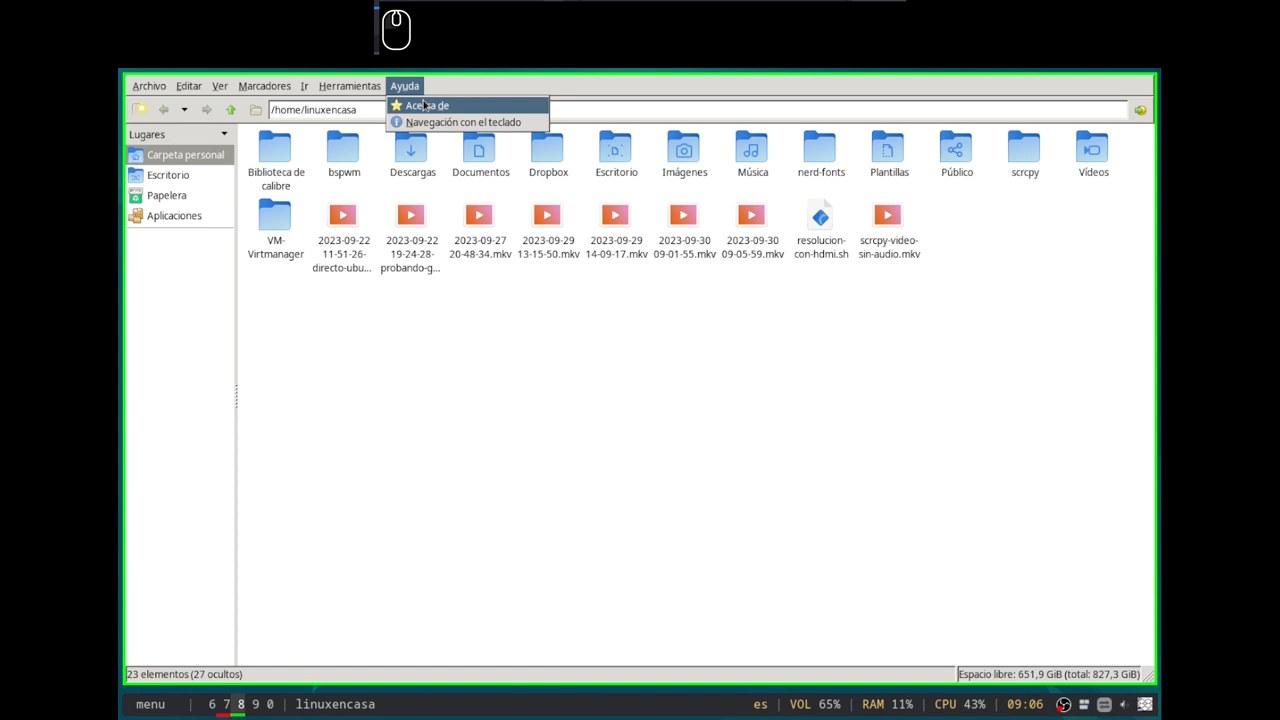 Archivo Editar Ver Marcadores Ir Herramientas Ayuda
/home/linuxencasa
Acerca de
Navegación con el teclado
Lugares
Carpeta personal
Escritorio
Papelera
Aplicaciones
Biblioteca de calibre
bspwm
Descargas
Documentos
Dropbox
Escritorio
Imágenes
Música
nerd-fonts
Plantillas
Público
scrcpy
Vídeos
VM-
Virtmanager
2023-09-22
11-51-26-
directo-ubu...
2023-09-22
19-24-28-
probando-g...
2023-09-27
20-48-34.mkv
2023-09-29
13-15-50.mkv
2023-09-29
14-09-17.mkv
2023-09-30
09-01-55.mkv
2023-09-30
09-05-59.mkv
resolucion-
con-hdmi.sh
scrcpy-video-
sin-audio.mkv
23 elementos (27 ocultos)
Espacio libre: 651,9 GiB (total: 827,3 GiB)
menu | 6 7 8 9 0 | linuxencasa
es | VOL 65% | RAM 11% | CPU 43% | 09:06